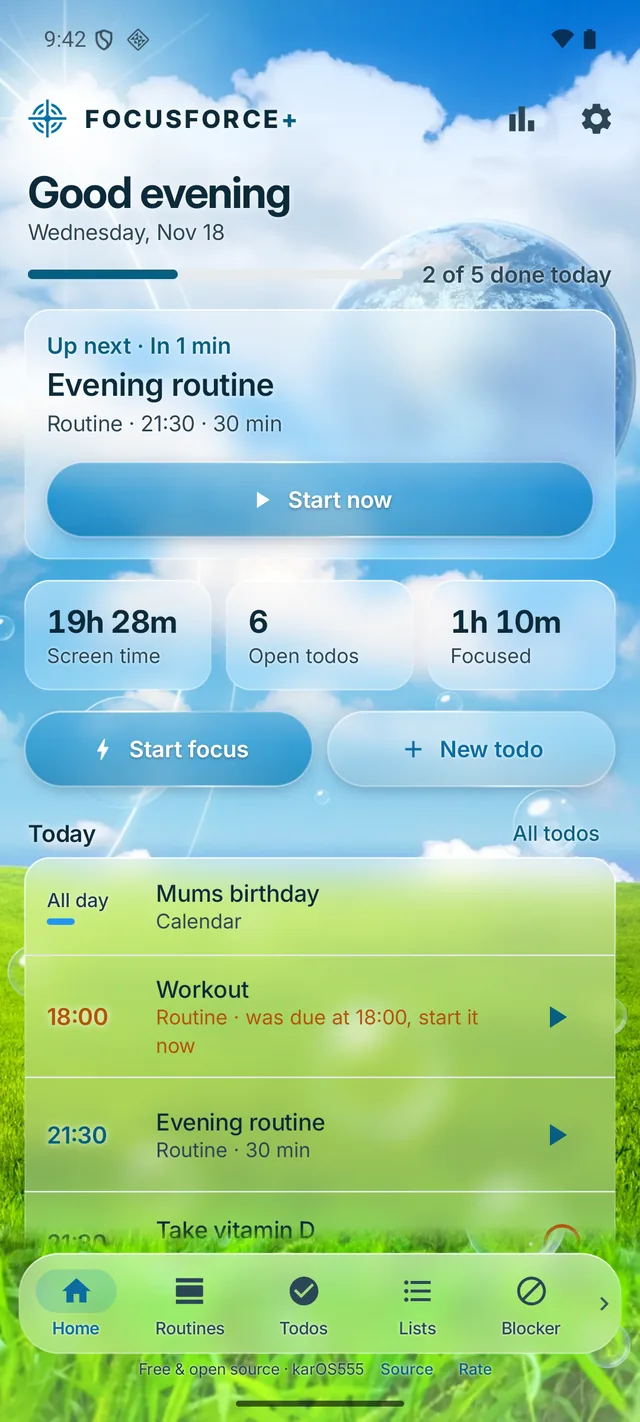 9:42
FOCUSFORCE+
Good evening
Wednesday, Nov 18
2 of 5 done today
Up next · In 1 min
Evening routine
Routine · 21:30 · 30 min
Start now
19h 28m
Screen time
6
Open todos
1h 10m
Focused
Start focus
New todo
Today
All todos
All day
Mums birthday
Calendar
18:00
Workout
Routine · was due at 18:00, start it
now
21:30
Evening routine
Routine · 30 min
Take vitamin D
Home
Routines
Todos
Lists
Blocker
Free & open source · karOS555
Source
Rate